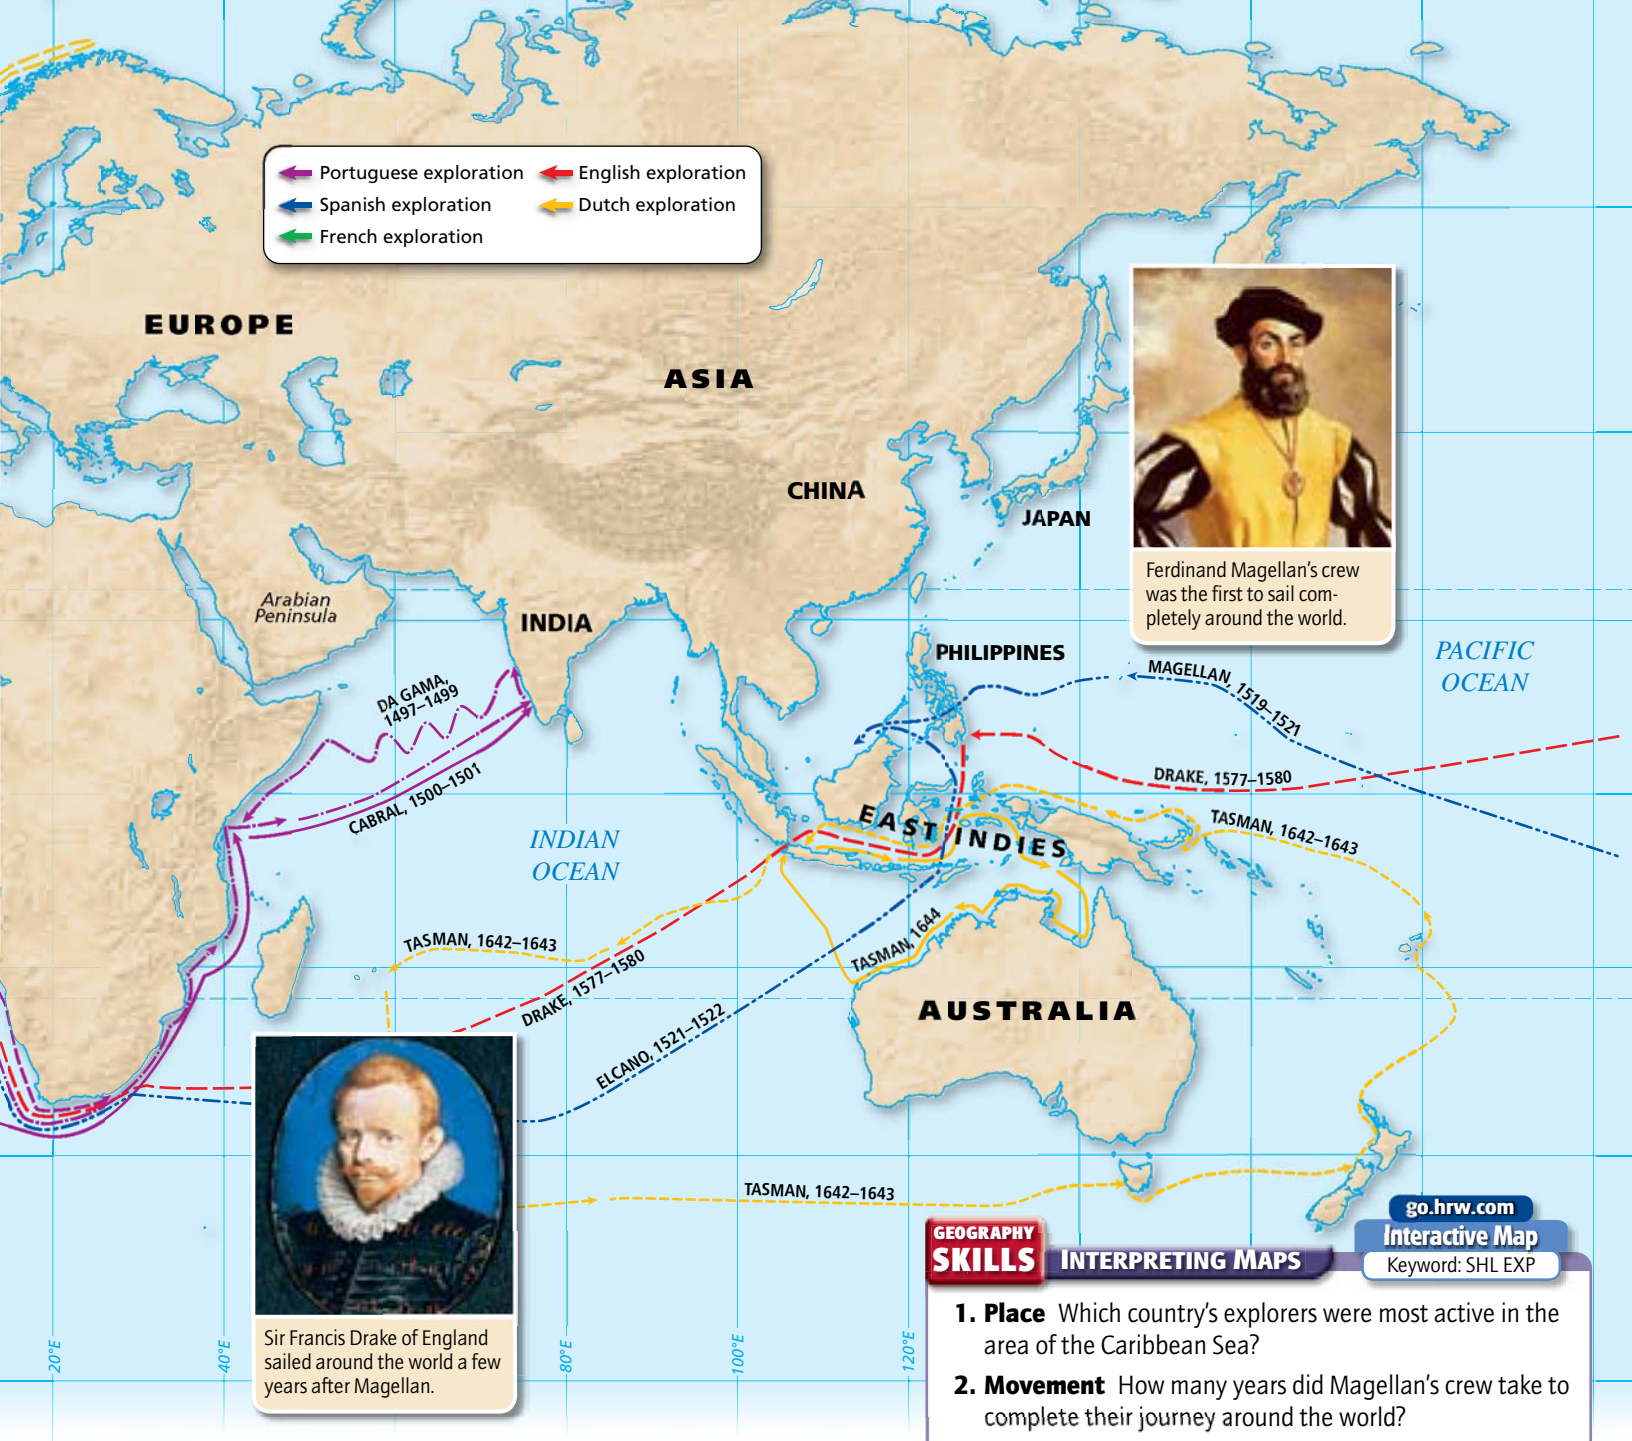 Portuguese exploration
English exploration
Spanish exploration
Dutch exploration
French exploration
EUROPE
ASIA
CHINA
JAPAN
Ferdinand Magellan's crew
was the first to sail com-
pletely around the world.
Arabian
Peninsula
INDIA
PHILIPPINES
PACIFIC
OCEAN
MAGELLAN, 1519–1521
DA GAMA,
1497–1499
DRAKE, 1577–1580
CABRAL, 1500–1501
INDIAN
OCEAN
EAST INDIES
TASMAN, 1642–1643
TASMAN, 1642–1643
TASMAN, 1644
DRAKE, 1577–1580
AUSTRALIA
ELCANO, 1521–1522
TASMAN, 1642–1643
Sir Francis Drake of England
sailed around the world a few
years after Magellan.
20°E
40°E
80°E
100°E
120°E
go.hrw.com
Interactive Map
Keyword: SHL EXP
GEOGRAPHY
SKILLS
INTERPRETING MAPS
1. Place Which country's explorers were most active in the
area of the Caribbean Sea?
2. Movement How many years did Magellan's crew take to
complete their journey around the world?